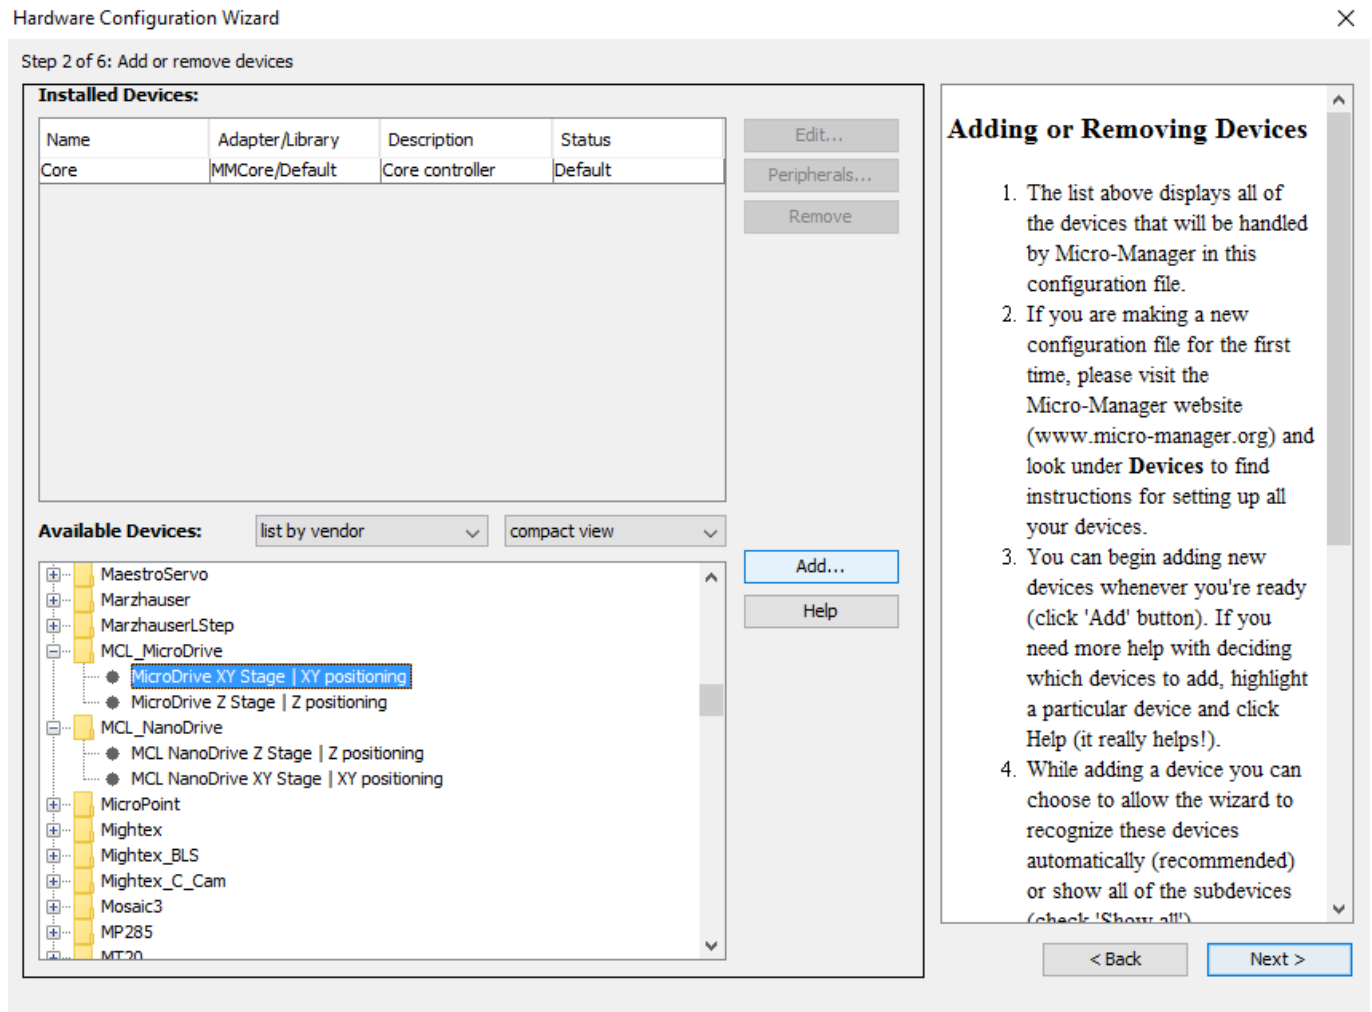 Hardware Configuration Wizard
Step 2 of 6: Add or remove devices
Installed Devices:
Name Adapter/Library Description Status
Core MMCore/Default Core controller Default
Edit...
Peripherals...
Remove
Available Devices: list by vendor compact view
MaestroServo
Marzhauser
MarzhauserLStep
MCL_MicroDrive
MicroDrive XY Stage | XY positioning
MicroDrive Z Stage | Z positioning
MCL_NanoDrive
MCL NanoDrive Z Stage | Z positioning
MCL NanoDrive XY Stage | XY positioning
MicroPoint
Mightex
Mightex_BLS
Mightex_C_Cam
Mosaic3
MP285
MT20
Add...
Help
Adding or Removing Devices
1. The list above displays all of
the devices that will be handled
by Micro-Manager in this
configuration file.
2. If you are making a new
configuration file for the first
time, please visit the
Micro-Manager website
(www.micro-manager.org) and
look under Devices to find
instructions for setting up all
your devices.
3. You can begin adding new
devices whenever you're ready
(click 'Add' button). If you
need more help with deciding
which devices to add, highlight
a particular device and click
Help (it really helps!).
4. While adding a device you can
choose to allow the wizard to
recognize these devices
automatically (recommended)
or show all of the subdevices
(check 'Show all')
< Back
Next >